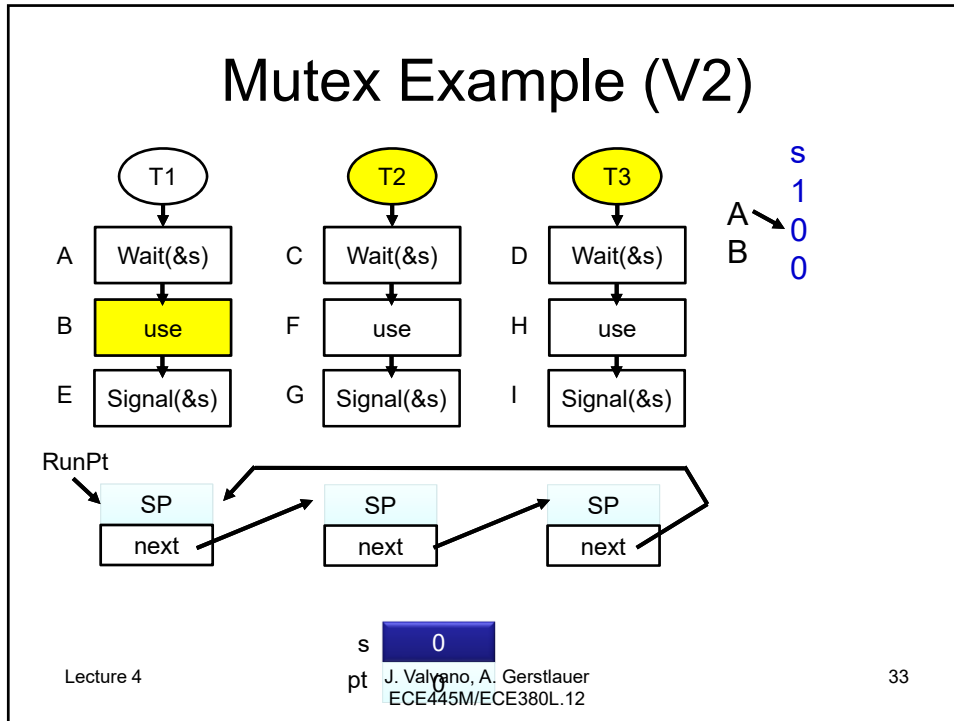 Mutex Example (V2)
T1 T2 T3
s
1
A 0
B 0
A Wait(&s) C Wait(&s) D Wait(&s)
B use F use H use
E Signal(&s) G Signal(&s) I Signal(&s)
RunPt
SP SP SP
next next next
s 0
pt 0
Lecture 4
J. Valvano, A. Gerstlauer
ECE445M/ECE380L.12
33